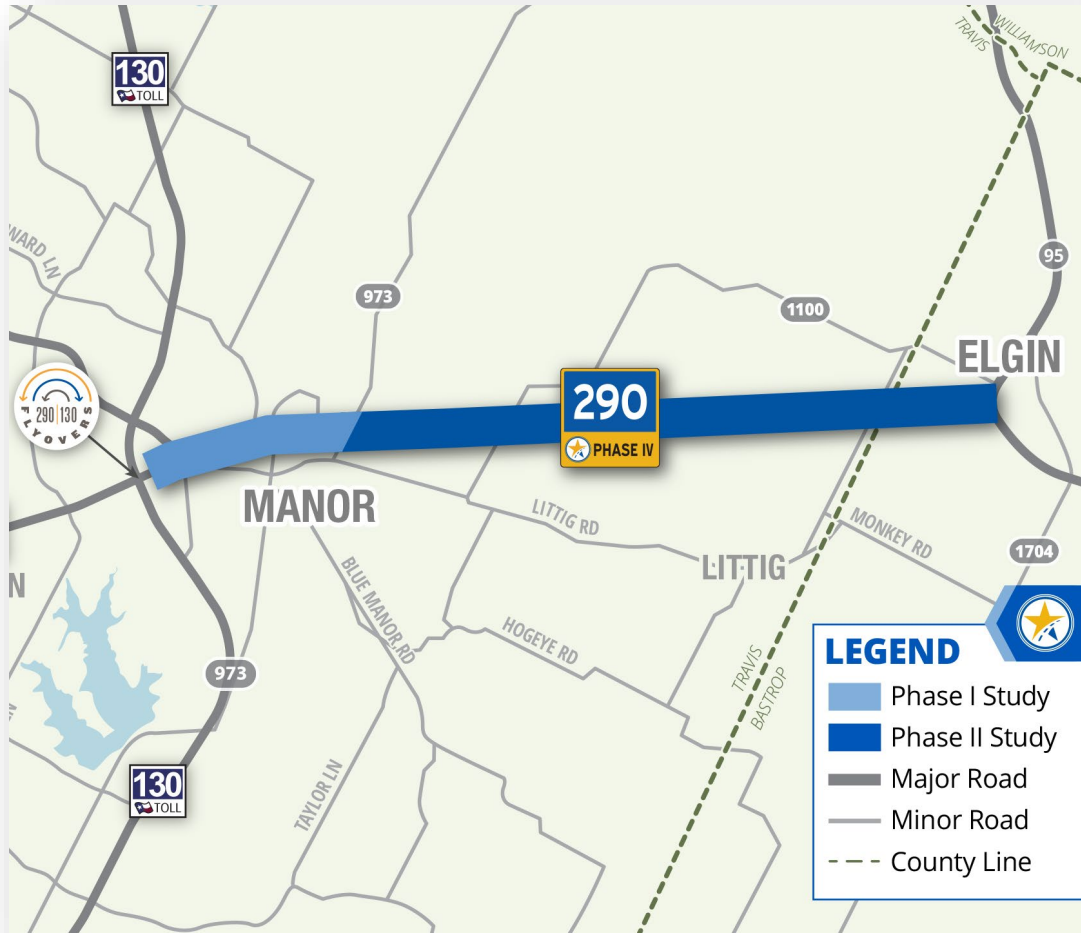 130
TOLL
WILLIAMSON
TRAVIS
WARD LN
973
95
1100
ELGIN
290
PHASE IV
290|130
FLYOVERS
MANOR
LITTIG RD
LITTIG
MONKEY RD
1704
BLUE MANOR RD
HOGEYE RD
N
973
TRAVIS
BASTROP
130
TOLL
TAYLOR LN
LEGEND
Phase I Study
Phase II Study
Major Road
Minor Road
County Line